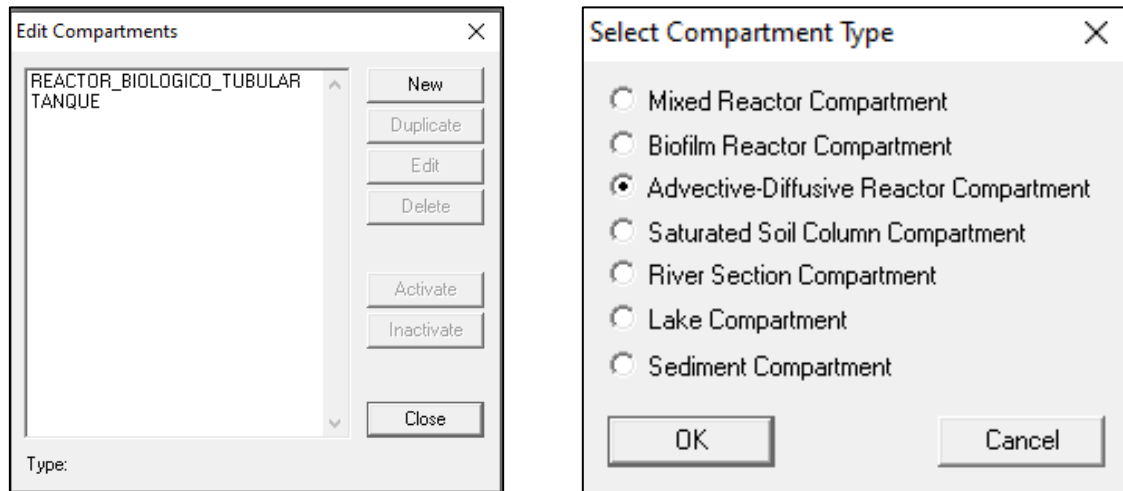 Edit Compartments
REACTOR_BIOLOGICO_TUBULAR
TANQUE
New
Duplicate
Edit
Delete
Activate
Inactivate
Close
Type:
Select Compartment Type
Mixed Reactor Compartment
Biofilm Reactor Compartment
Advective-Diffusive Reactor Compartment
Saturated Soil Column Compartment
River Section Compartment
Lake Compartment
Sediment Compartment
OK
Cancel